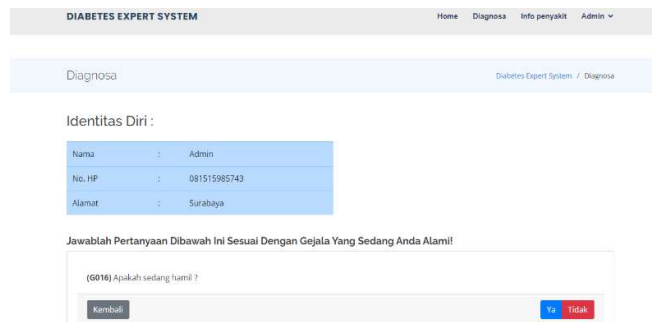 DIABETES EXPERT SYSTEM Home Diagnosa Info penyakit Admin
Diagnosa Diabetes Expert System / Diagnosa
Identitas Diri :
Nama : Admin
No. HP : 081515985743
Alamat : Surabaya
Jawablah Pertanyaan Dibawah Ini Sesuai Dengan Gejala Yang Sedang Anda Alami!
(G016) Apakah sedang hamil ?
Kembali Ya Tidak